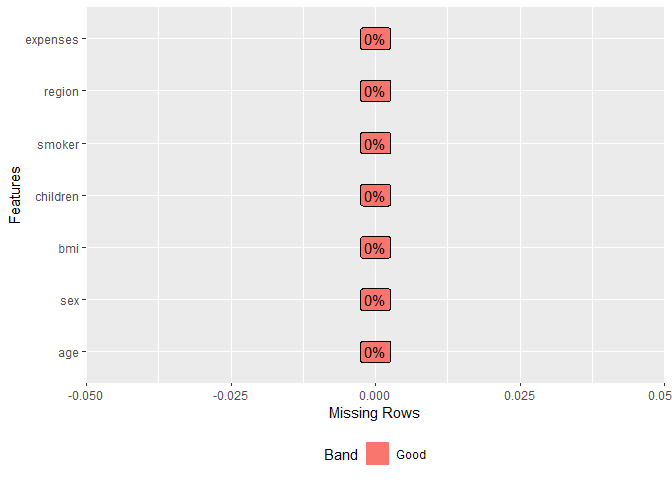 expenses 0%
region 0%
smoker 0%
children 0%
bmi 0%
sex 0%
age 0%
Features
-0.050 -0.025 0.000 0.025 0.05
Missing Rows
Band Good